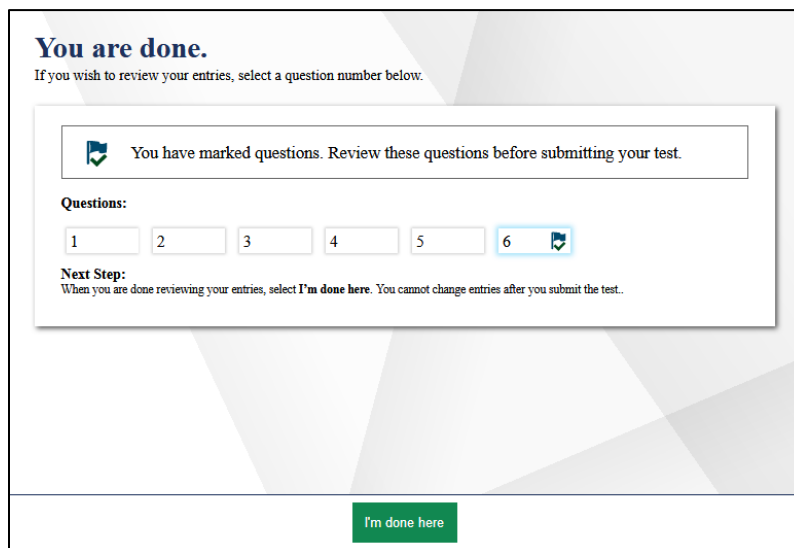 You are done.
If you wish to review your entries, select a question number below.
You have marked questions. Review these questions before submitting your test.
Questions:
1 2 3 4 5 6
Next Step:
When you are done reviewing your entries, select I'm done here. You cannot change entries after you submit the test..
I'm done here